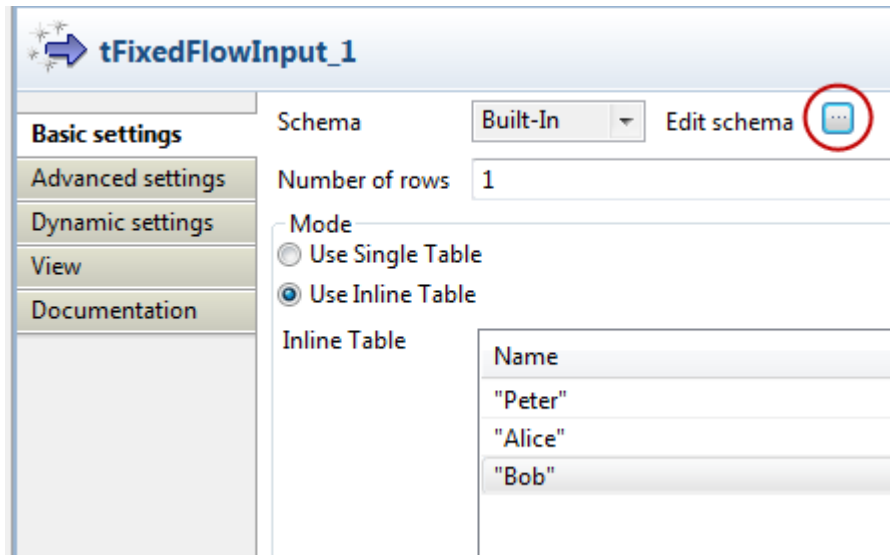 tFixedFlowInput_1
Basic settings
Advanced settings
Dynamic settings
View
Documentation
Schema Built-In Edit schema ...
Number of rows 1
Mode
Use Single Table
Use Inline Table
Inline Table
Name
"Peter"
"Alice"
"Bob"